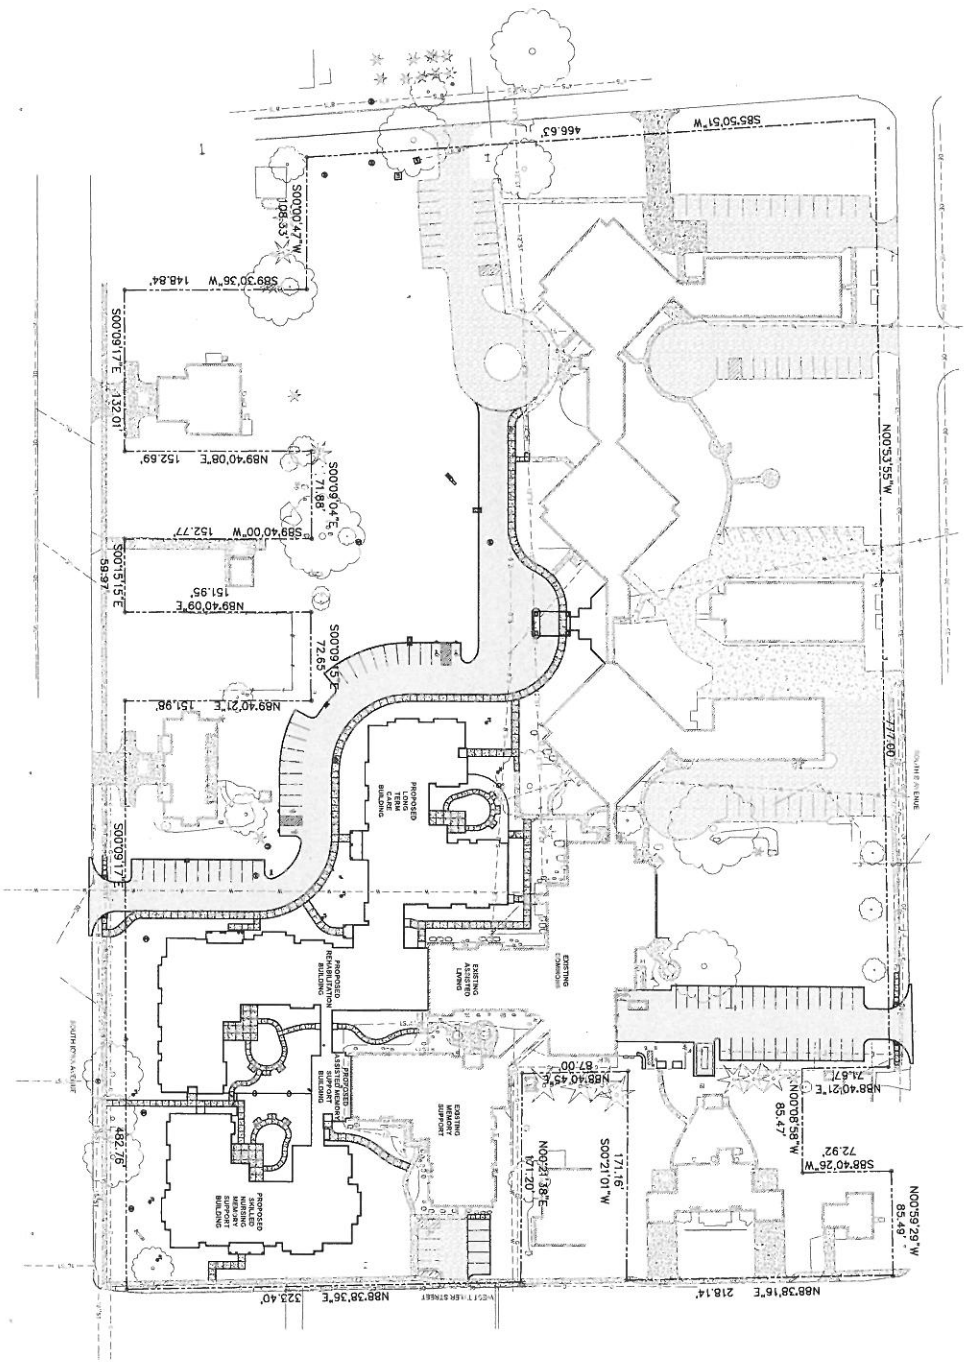 S85°50'51"W
466.63'
S00°00'47"W
108.33'
S89°30'36"W 148.84'
S00°09'17"E 132.01'
N89°40'08"E 152.69'
S00°09'04"E
71.88'
S89°40'00"W 152.77'
S00°15'15"E
59.97'
151.95'
N89°40'09"E
S00°09'15"E
72.65'
N89°40'21"E 151.98'
N00°53'55"W
777.00
PROPOSED
LONG
TERM
CARE
BUILDING
S00°09'17"E
PROPOSED
REHABILITATION
BUILDING
EXISTING
ASSISTED
LIVING
EXISTING
PROPOSED
ASSISTED MEMORY
SUPPORT
BUILDING
EXISTING
MEMORY
SUPPORT
PROPOSED
SKILLED
NURSING
MEMORY
SUPPORT
BUILDING
482.76'
SOUTH IOWA AVENUE
87.00
N88°40'45"E
171.16'
S00°21'01"W
N00°21'38"E
171.20'
71.67'
N88°40'21"E
N00°08'58"W
85.47'
72.92'
S88°40'26"W
N00°59'29"W
85.49'
N88°38'36"E 323.40'
N88°38'16"E 218.14'